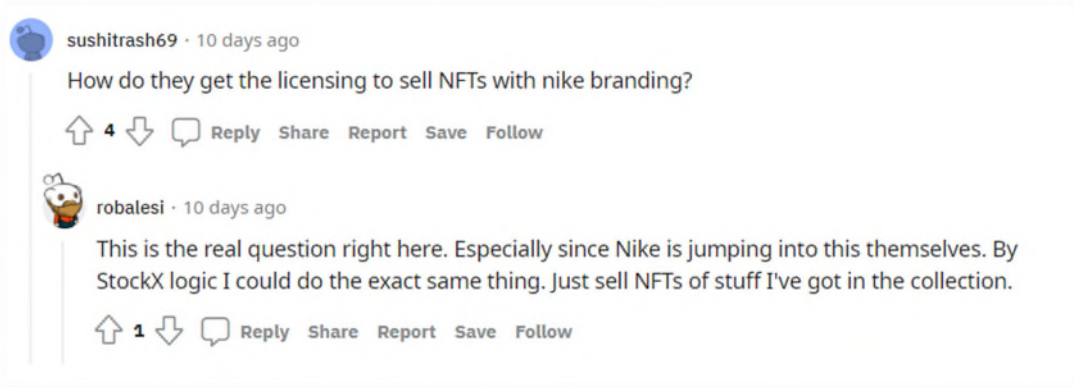 sushitrash69 · 10 days ago
How do they get the licensing to sell NFTs with nike branding?
4 Reply Share Report Save Follow
robalesi · 10 days ago
This is the real question right here. Especially since Nike is jumping into this themselves. By
StockX logic I could do the exact same thing. Just sell NFTs of stuff I've got in the collection.
1 Reply Share Report Save Follow